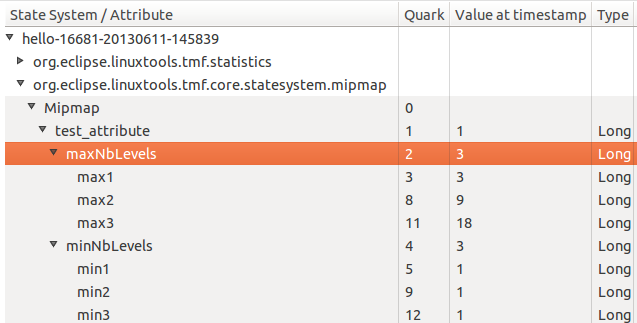 State System / Attribute Quark Value at timestamp Type
hello-16681-20130611-145839
org.eclipse.linuxtools.tmf.statistics
org.eclipse.linuxtools.tmf.core.statesystem.mipmap
Mipmap 0
test_attribute 1 1 Long
maxNbLevels 2 3 Long
max1 3 3 Long
max2 8 9 Long
max3 11 18 Long
minNbLevels 4 3 Long
min1 5 1 Long
min2 9 1 Long
min3 12 1 Long